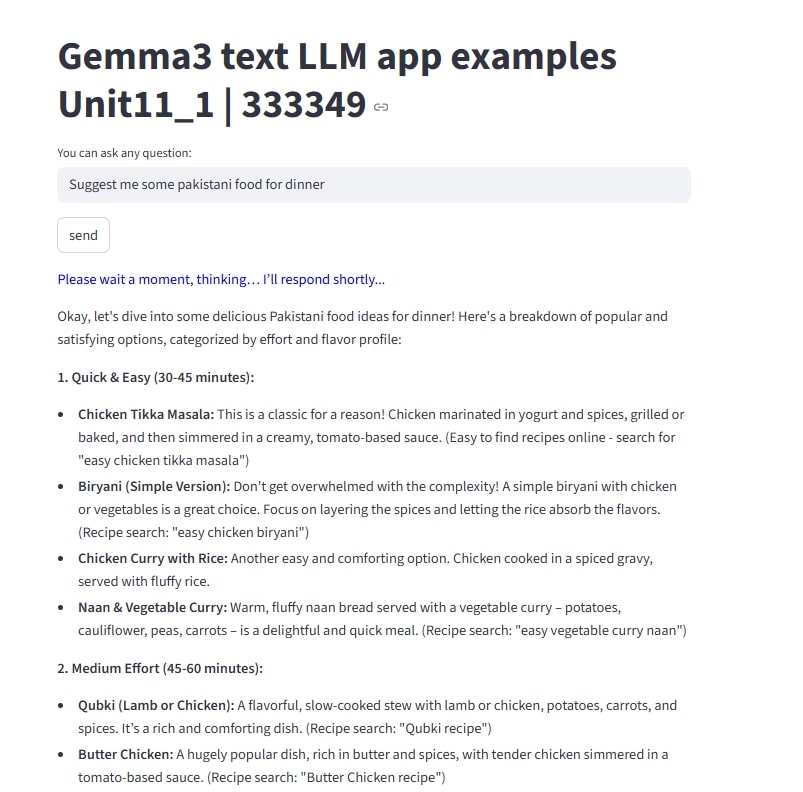 Gemma3 text LLM app examples
Unit11_1 | 333349
You can ask any question:
Suggest me some pakistani food for dinner
send
Please wait a moment, thinking… I’ll respond shortly...
Okay, let's dive into some delicious Pakistani food ideas for dinner! Here's a breakdown of popular and
satisfying options, categorized by effort and flavor profile:
1. Quick & Easy (30-45 minutes):
• Chicken Tikka Masala: This is a classic for a reason! Chicken marinated in yogurt and spices, grilled or
baked, and then simmered in a creamy, tomato-based sauce. (Easy to find recipes online - search for
"easy chicken tikka masala")
• Biryani (Simple Version): Don't get overwhelmed with the complexity! A simple biryani with chicken
or vegetables is a great choice. Focus on layering the spices and letting the rice absorb the flavors.
(Recipe search: "easy chicken biryani")
• Chicken Curry with Rice: Another easy and comforting option. Chicken cooked in a spiced gravy,
served with fluffy rice.
• Naan & Vegetable Curry: Warm, fluffy naan bread served with a vegetable curry – potatoes,
cauliflower, peas, carrots – is a delightful and quick meal. (Recipe search: "easy vegetable curry naan")
2. Medium Effort (45-60 minutes):
• Qubki (Lamb or Chicken): A flavorful, slow-cooked stew with lamb or chicken, potatoes, carrots, and
spices. It’s a rich and comforting dish. (Recipe search: "Qubki recipe")
• Butter Chicken: A hugely popular dish, rich in butter and spices, with tender chicken simmered in a
tomato-based sauce. (Recipe search: "Butter Chicken recipe")